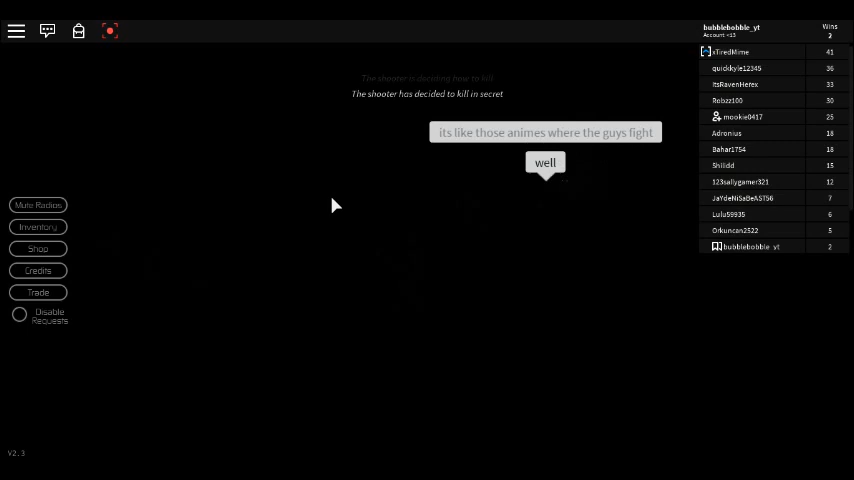 bubblebobble_yt
Account <13
Wins
2
xTiredMime 41
quickkyle12345 36
ItsRavenHerex 33
Robzz100 30
mookie0417 25
Adronius 18
Bahar1754 18
Shilldd 15
123sallygamer321 12
JaYdeNiSaBeAST56 7
Lulu59935 6
Orkuncan2522 5
bubblebobble_yt 2
The shooter is deciding how to kill
The shooter has decided to kill in secret
its like those animes where the guys fight
well
Mute Radios
Inventory
Shop
Credits
Trade
Disable
Requests
V2.3